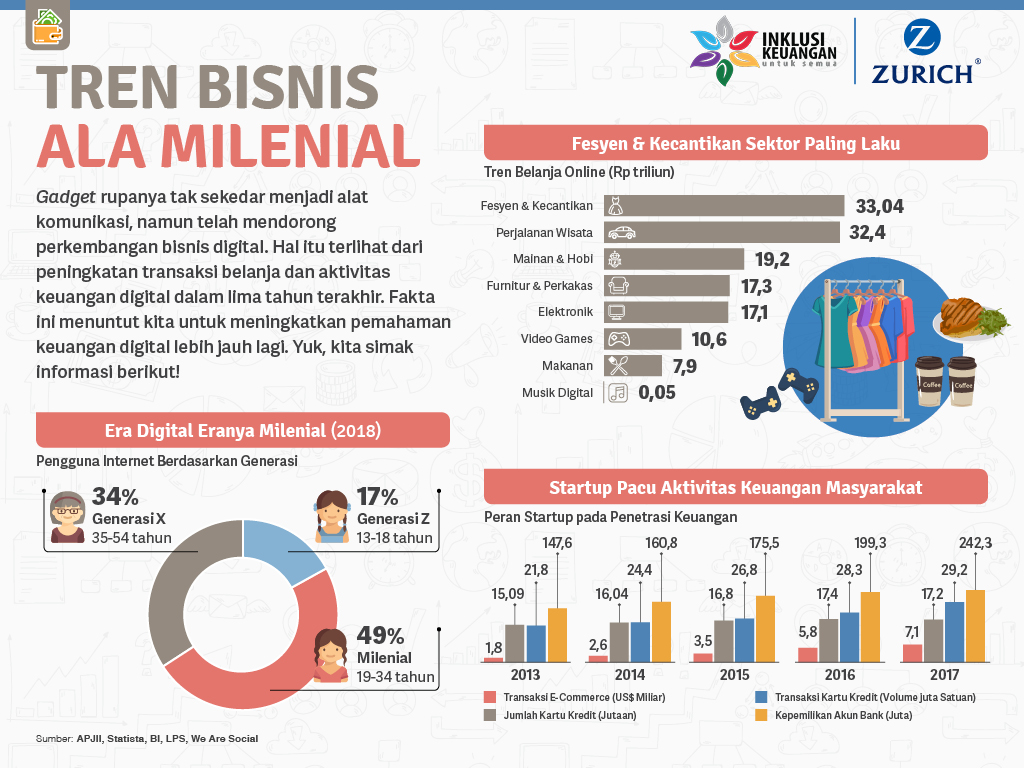 INKLUSI
KEUANGAN
untuk semua
ZURICH®
TREN BISNIS
ALA MILENIAL
Gadget rupanya tak sekedar menjadi alat
komunikasi, namun telah mendorong
perkembangan bisnis digital. Hal itu terlihat dari
peningkatan transaksi belanja dan aktivitas
keuangan digital dalam lima tahun terakhir. Fakta
ini menuntut kita untuk meningkatkan pemahaman
keuangan digital lebih jauh lagi. Yuk, kita simak
informasi berikut!
Era Digital Eranya Milenial (2018)
Pengguna Internet Berdasarkan Generasi
34%
Generasi X
35-54 tahun
17%
Generasi Z
13-18 tahun
49%
Milenial
19-34 tahun
Fesyen & Kecantikan Sektor Paling Laku
Tren Belanja Online (Rp triliun)
Fesyen & Kecantikan 33,04
Perjalanan Wisata 32,4
Mainan & Hobi 19,2
Furnitur & Perkakas 17,3
Elektronik 17,1
Video Games 10,6
Makanan 7,9
Musik Digital 0,05
Coffee Coffee
Startup Pacu Aktivitas Keuangan Masyarakat
Peran Startup pada Penetrasi Keuangan
1,8 15,09 21,8 147,6
2013
2,6 16,04 24,4 160,8
2014
3,5 16,8 26,8 175,5
2015
5,8 17,4 28,3 199,3
2016
7,1 17,2 29,2 242,3
2017
Transaksi E-Commerce (US$ Miliar)
Transaksi Kartu Kredit (Volume juta Satuan)
Jumlah Kartu Kredit (Jutaan)
Kepemilikan Akun Bank (Juta)
Sumber: APJII, Statista, BI, LPS, We Are Social